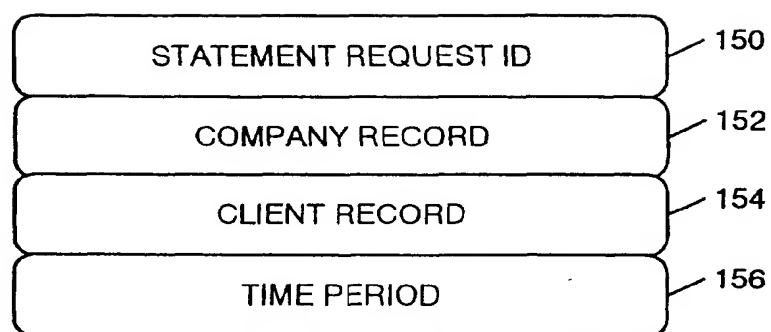 STATEMENT REQUEST ID 150
COMPANY RECORD 152
CLIENT RECORD 154
TIME PERIOD 156